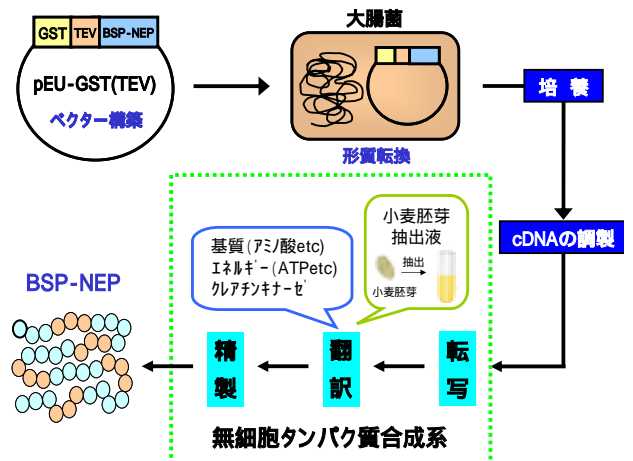 GST TEV BSP-NEP
pEU-GST(TEV)
ベクター構築
大腸菌
形質転換
培 養
cDNAの調製
小麦胚芽
抽出液
抽出
小麦胚芽
基質(アミノ酸etc)
エネルギー(ATPetc)
クレアチンキナーゼ
転写
翻訳
精製
BSP-NEP
無細胞タンパク質合成系